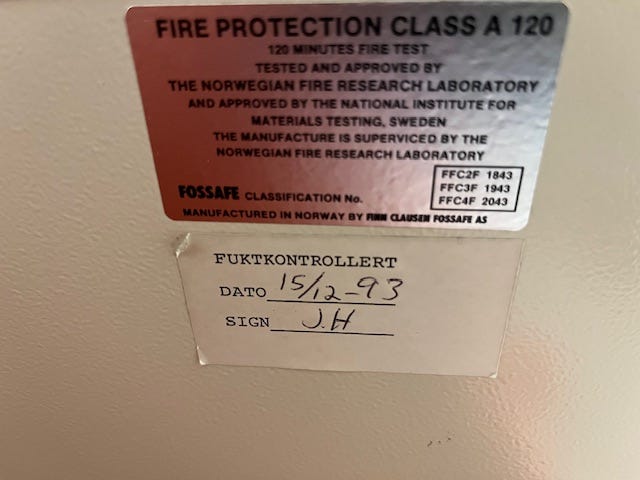 FIRE PROTECTION CLASS A 120
120 MINUTES FIRE TEST
TESTED AND APPROVED BY
THE NORWEGIAN FIRE RESEARCH LABORATORY
AND APPROVED BY THE NATIONAL INSTITUTE FOR
MATERIALS TESTING, SWEDEN
THE MANUFACTURE IS SUPERVICED BY THE
NORWEGIAN FIRE RESEARCH LABORATORY
FOSSAFE CLASSIFICATION No.
FFC2F 1843
FFC3F 1943
FFC4F 2043
MANUFACTURED IN NORWAY BY FINN CLAUSEN FOSSAFE AS
FUKTKONTROLLERT
DATO 15/12-93
SIGN J.H